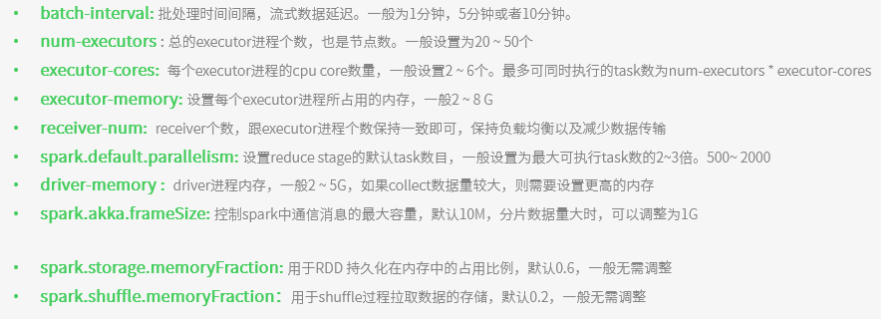 • batch-interval: 批处理时间间隔，流式数据延迟。一般为1分钟，5分钟或者10分钟。
• num-executors : 总的executor进程个数，也是节点数。一般设置为20 ~ 50个
• executor-cores: 每个executor进程的cpu core数量，一般设置2 ~ 6个。最多可同时执行的task数为num-executors * executor-cores
• executor-memory: 设置每个executor进程所占用的内存，一般2 ~ 8 G
• receiver-num: receiver个数，跟executor进程个数保持一致即可，保持负载均衡以及减少数据传输
• spark.default.parallelism: 设置reduce stage的默认task数目，一般设置为最大可执行task数的2~3倍。500~ 2000
• driver-memory : driver进程内存，一般2 ~ 5G，如果collect数据量较大，则需要设置更高的内存
• spark.akka.frameSize: 控制spark中通信消息的最大容量，默认10M，分片数据量大时，可以调整为1G
• spark.storage.memoryFraction: 用于RDD 持久化在内存中的占用比例，默认0.6，一般无需调整
• spark.shuffle.memoryFraction： 用于shuffle过程拉取数据的存储，默认0.2，一般无需调整